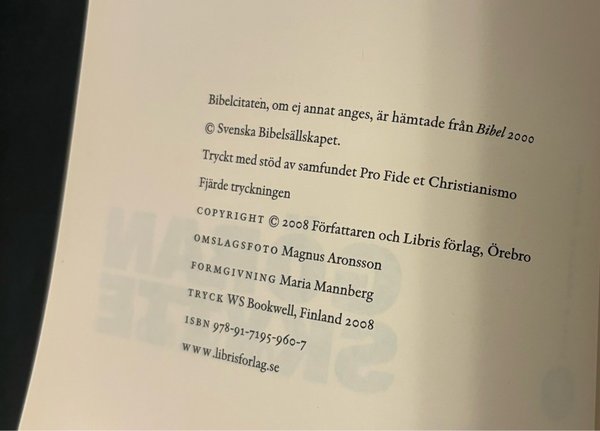 Bibelcitaten, om ej annat anges, är hämtade från Bibel 2000
© Svenska Bibelsällskapet.
Tryckt med stöd av samfundet Pro Fide et Christianismo
Fjärde tryckningen
COPYRIGHT © 2008 Författaren och Libris förlag, Örebro
OMSLAGSFOTO Magnus Aronsson
FORMGIVNING Maria Mannberg
TRYCK WS Bookwell, Finland 2008
ISBN 978-91-7195-960-7
www.librisforlag.se